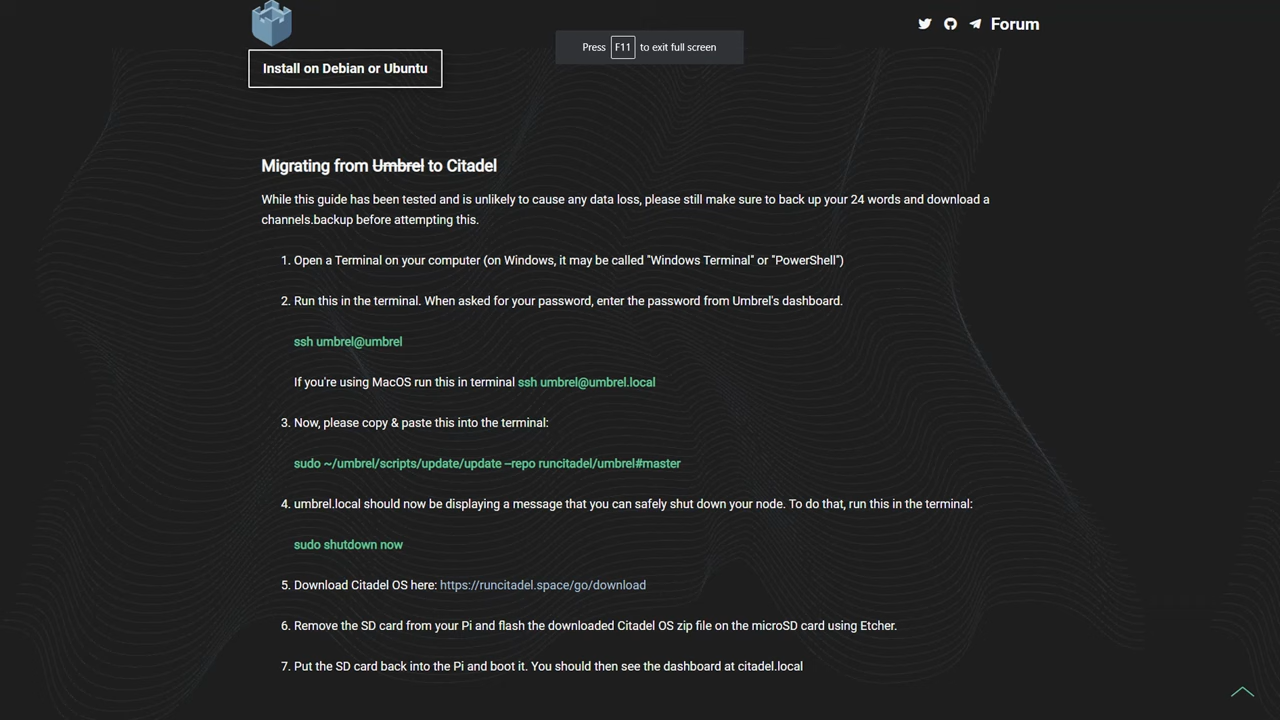 Forum
Press F11 to exit full screen
Install on Debian or Ubuntu
Migrating from Umbrel to Citadel
While this guide has been tested and is unlikely to cause any data loss, please still make sure to back up your 24 words and download a
channels.backup before attempting this.
1. Open a Terminal on your computer (on Windows, it may be called "Windows Terminal" or "PowerShell")
2. Run this in the terminal. When asked for your password, enter the password from Umbrel's dashboard.
ssh umbrel@umbrel
If you're using MacOS run this in terminal ssh umbrel@umbrel.local
3. Now, please copy & paste this into the terminal:
sudo ~/umbrel/scripts/update/update –repo runcitadel/umbrel#master
4. umbrel.local should now be displaying a message that you can safely shut down your node. To do that, run this in the terminal:
sudo shutdown now
5. Download Citadel OS here: https://runcitadel.space/go/download
6. Remove the SD card from your Pi and flash the downloaded Citadel OS zip file on the microSD card using Etcher.
7. Put the SD card back into the Pi and boot it. You should then see the dashboard at citadel.local